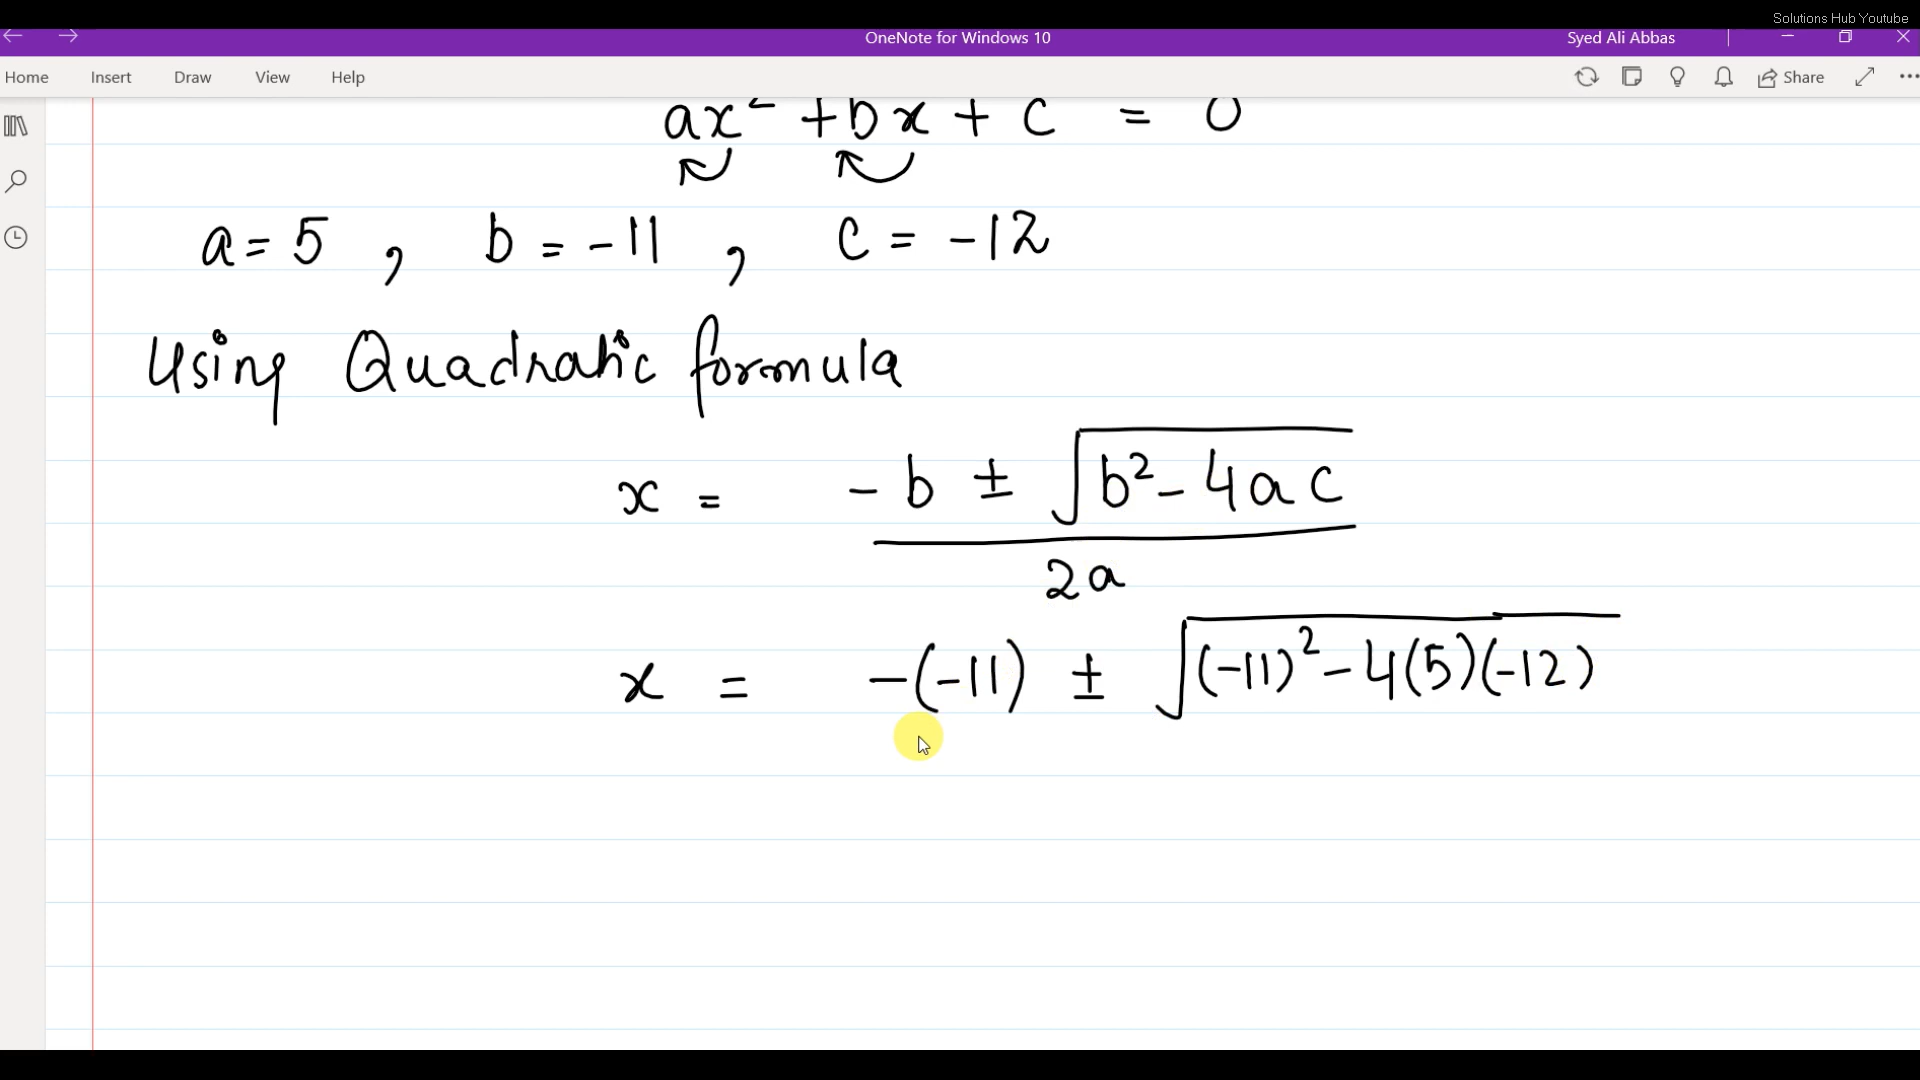 Solutions Hub Youtube
OneNote for Windows 10
Syed Ali Abbas
Home Insert Draw View Help Share
ax² + bx + c = 0
a = 5 , b = -11 , c = -12
Using Quadratic formula
x = - b ± √b² - 4ac
2a
x = -(-11) ± √(-11)² - 4(5)(-12)